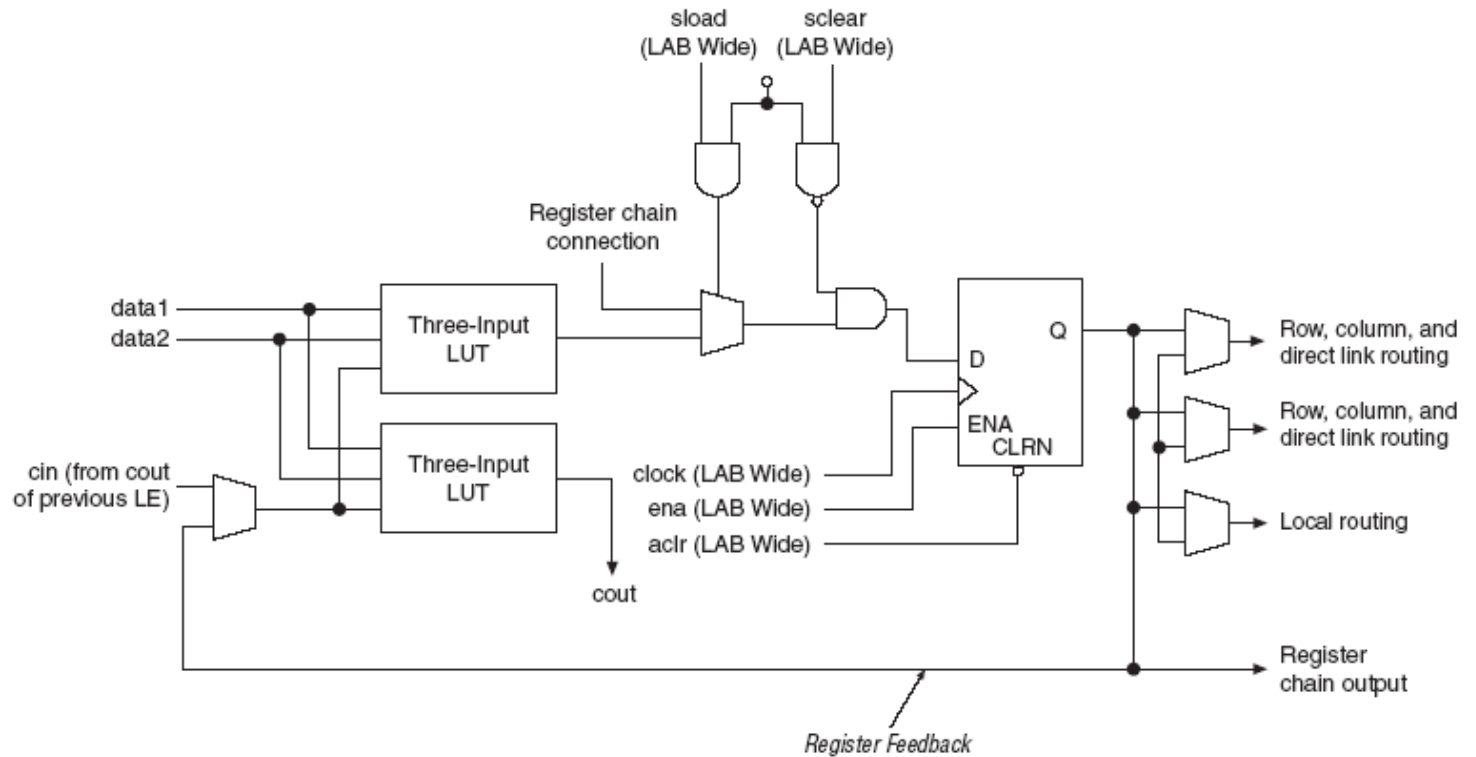 sload
(LAB Wide)
sclear
(LAB Wide)
Register chain
connection
data1
data2
Three-Input
LUT
Q
D
ENA
CLRN
Row, column, and
direct link routing
Row, column, and
direct link routing
cin (from cout
of previous LE)
Three-Input
LUT
clock (LAB Wide)
ena (LAB Wide)
aclr (LAB Wide)
Local routing
cout
Register
chain output
Register Feedback